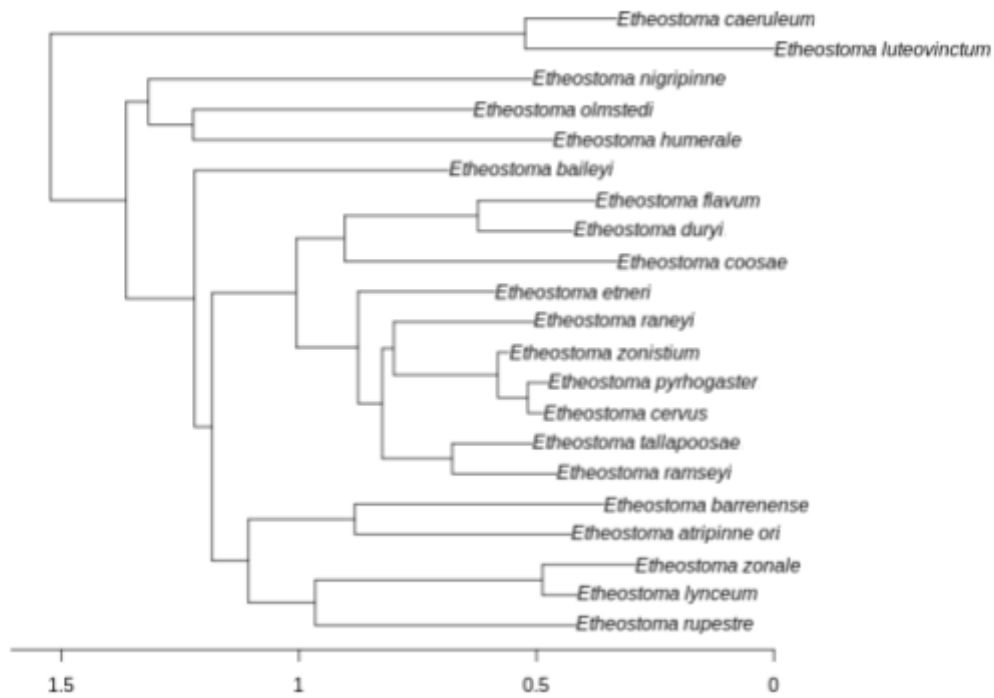 Etheostoma caeruleum
Etheostoma luteovinctum
Etheostoma nigripinne
Etheostoma olmstedi
Etheostoma humerale
Etheostoma baileyi
Etheostoma flavum
Etheostoma duryi
Etheostoma coosae
Etheostoma etneri
Etheostoma raneyi
Etheostoma zonistium
Etheostoma pyrhogaster
Etheostoma cervus
Etheostoma tallapoosae
Etheostoma ramseyi
Etheostoma barrenense
Etheostoma atripinne ori
Etheostoma zonale
Etheostoma lynceum
Etheostoma rupestre
1.5 1 0.5 0